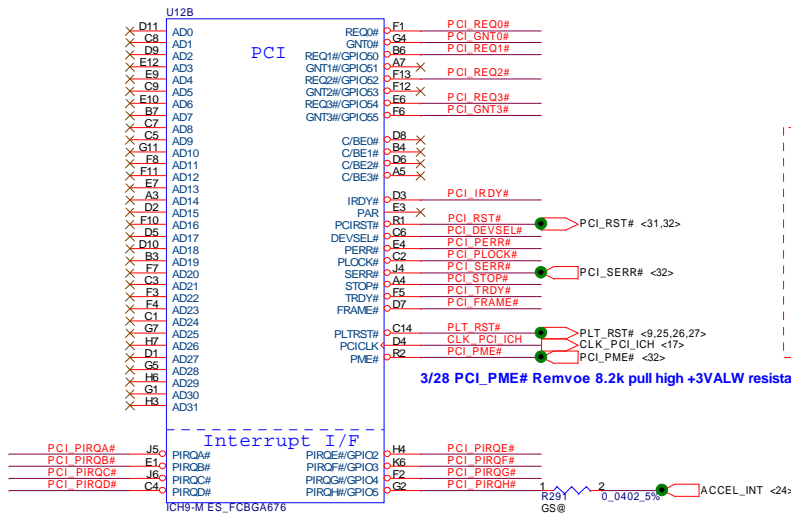 U12B
PCI
D11 AD0 REQ0# F1 PCI_REQ0#
C8 AD1 GNT0# G4 PCI_GNT0#
D9 AD2 REQ1#/GPIO50 B6 PCI_REQ1#
E12 AD3 GNT1#/GPIO51 A7
E9 AD4 REQ2#/GPIO52 F13 PCI_REQ2#
C9 AD5 GNT2#/GPIO53 F12
E10 AD6 REQ3#/GPIO54 E6 PCI_REQ3#
B7 AD7 GNT3#/GPIO55 F6 PCI_GNT3#
C7 AD8
C5 AD9 C/BE0# D8
G11 AD10 C/BE1# B4
F8 AD11 C/BE2# D6
F11 AD12 C/BE3# A5
E7 AD13
A3 AD14 IRDY# D3 PCI_IRDY#
D2 AD15 PAR E3
F10 AD16 PCIRST# R1 PCI_RST# PCI_RST# <31,32>
D5 AD17 DEVSEL# C6 PCI_DEVSEL#
D10 AD18 PERR# E4 PCI_PERR#
B3 AD19 PLOCK# C2 PCI_PLOCK#
F7 AD20 SERR# J4 PCI_SERR# PCI_SERR# <32>
C3 AD21 STOP# A4 PCI_STOP#
F3 AD22 TRDY# F5 PCI_TRDY#
F4 AD23 FRAME# D7 PCI_FRAME#
C1 AD24
G7 AD25 PLTRST# C14 PLT_RST# PLT_RST# <9,25,26,27>
H7 AD26 PCICLK D4 CLK_PCI_ICH CLK_PCI_ICH <17>
D1 AD27 PME# R2 PCI_PME# PCI_PME# <32>
G5 AD28
H6 AD29
G1 AD30
H3 AD31
3/28 PCI_PME# Remvoe 8.2k pull high +3VALW resista
Interrupt I/F
PCI_PIRQA# J5 PIRQA# PIRQE#/GPIO2 H4 PCI_PIRQE#
PCI_PIRQB# E1 PIRQB# PIRQF#/GPIO3 K6 PCI_PIRQF#
PCI_PIRQC# J6 PIRQC# PIRQG#/GPIO4 F2 PCI_PIRQG#
PCI_PIRQD# C4 PIRQD# PIRQH#/GPIO5 G2 PCI_PIRQH# 1 2 ACCEL_INT <24>
ICH9-M ES_FCBGA676 R291 0_0402_5%
GS@